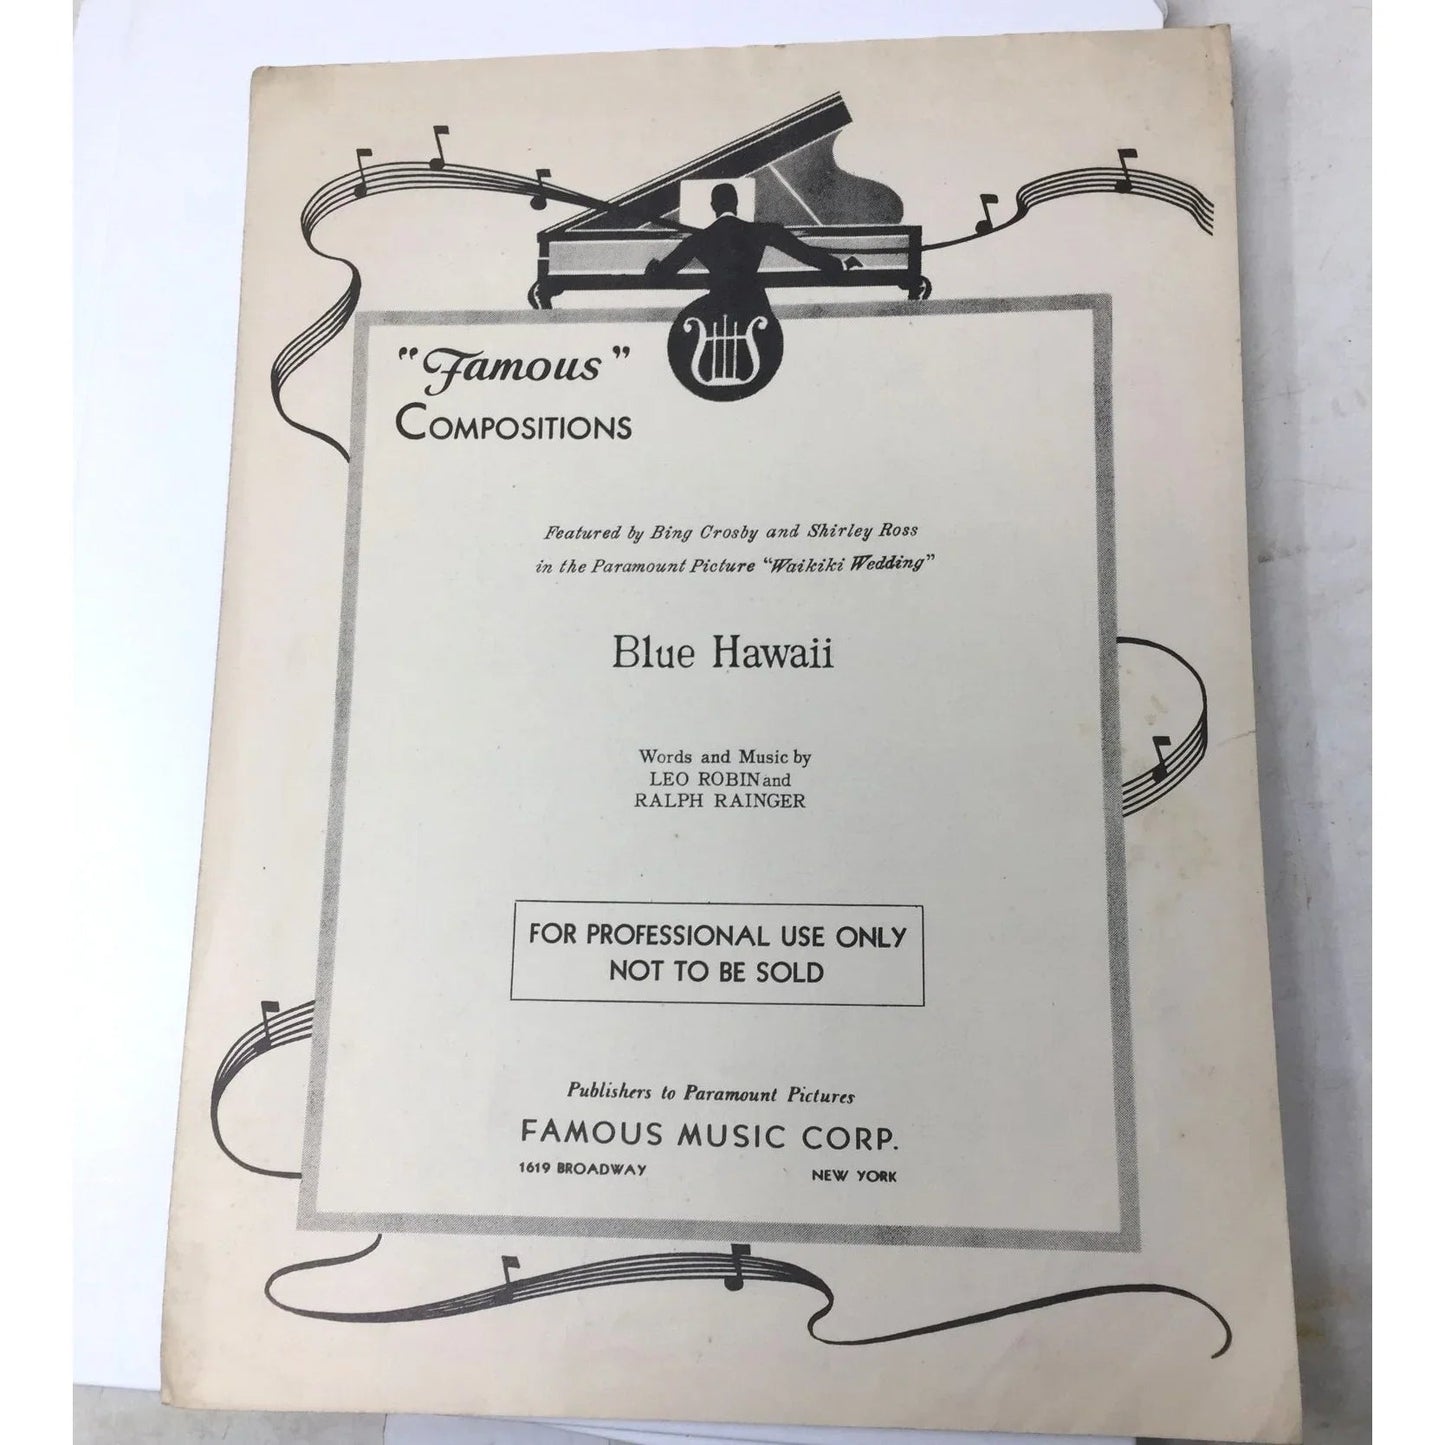 "Famous"
COMPOSITIONS
Featured by Bing Crosby and Shirley Ross
in the Paramount Picture "Waikiki Wedding"
Blue Hawaii
Words and Music by
LEO ROBIN and
RALPH RAINGER
FOR PROFESSIONAL USE ONLY
NOT TO BE SOLD
Publishers to Paramount Pictures
FAMOUS MUSIC CORP.
1619 BROADWAY NEW YORK